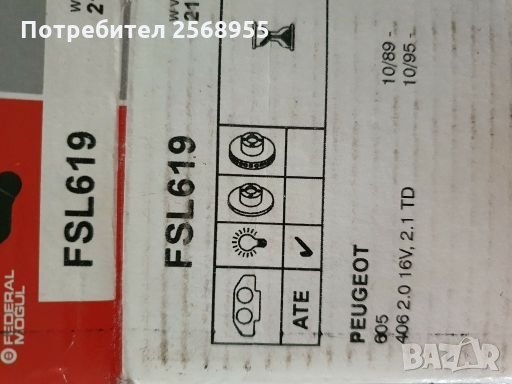 Потребител 2568955
FEDERAL
MOGUL
FSL619
FSL619
ATE
PEUGEOT
605 10/89 -
406 2.0 16V, 2.1 TD 10/95 -
BAZAR